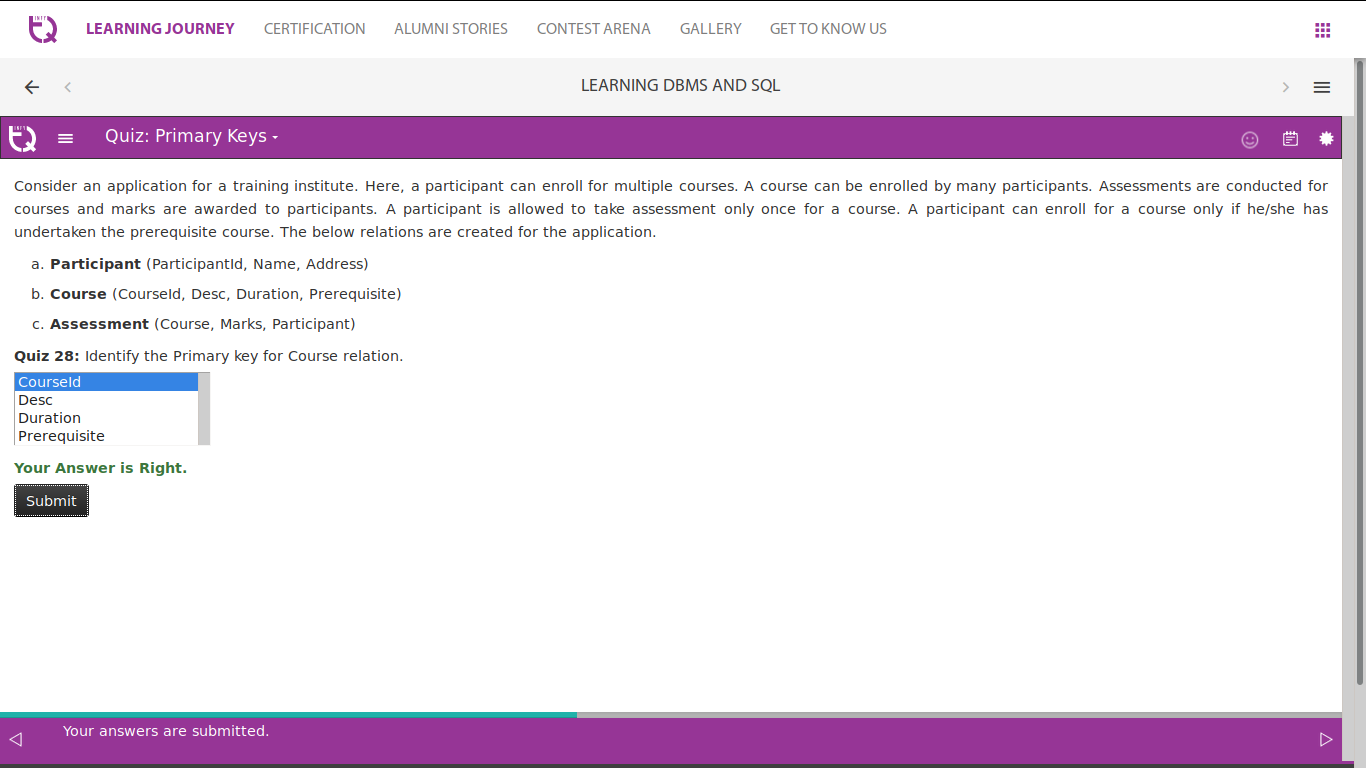 INFY TQ LEARNING JOURNEY CERTIFICATION ALUMNI STORIES CONTEST ARENA GALLERY GET TO KNOW US
LEARNING DBMS AND SQL
INFY TQ Quiz: Primary Keys
Consider an application for a training institute. Here, a participant can enroll for multiple courses. A course can be enrolled by many participants. Assessments are conducted for
courses and marks are awarded to participants. A participant is allowed to take assessment only once for a course. A participant can enroll for a course only if he/she has
undertaken the prerequisite course. The below relations are created for the application.
a. Participant (ParticipantId, Name, Address)
b. Course (CourseId, Desc, Duration, Prerequisite)
c. Assessment (Course, Marks, Participant)
Quiz 28: Identify the Primary key for Course relation.
CourseId
Desc
Duration
Prerequisite
Your Answer is Right.
Submit
Your answers are submitted.